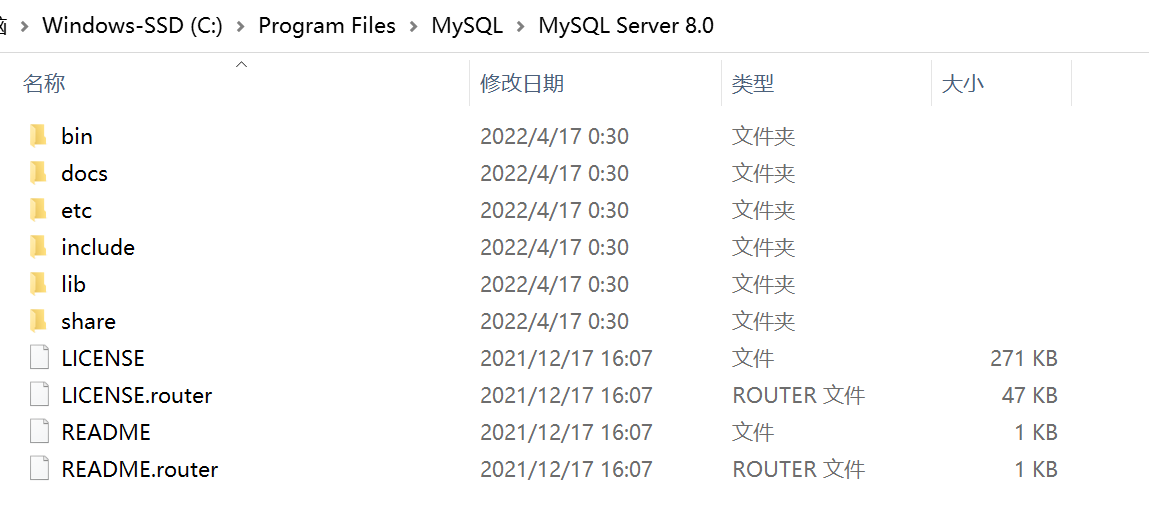 脑 > Windows-SSD (C:) > Program Files > MySQL > MySQL Server 8.0
名称 修改日期 类型 大小
bin 2022/4/17 0:30 文件夹
docs 2022/4/17 0:30 文件夹
etc 2022/4/17 0:30 文件夹
include 2022/4/17 0:30 文件夹
lib 2022/4/17 0:30 文件夹
share 2022/4/17 0:30 文件夹
LICENSE 2021/12/17 16:07 文件 271 KB
LICENSE.router 2021/12/17 16:07 ROUTER 文件 47 KB
README 2021/12/17 16:07 文件 1 KB
README.router 2021/12/17 16:07 ROUTER 文件 1 KB